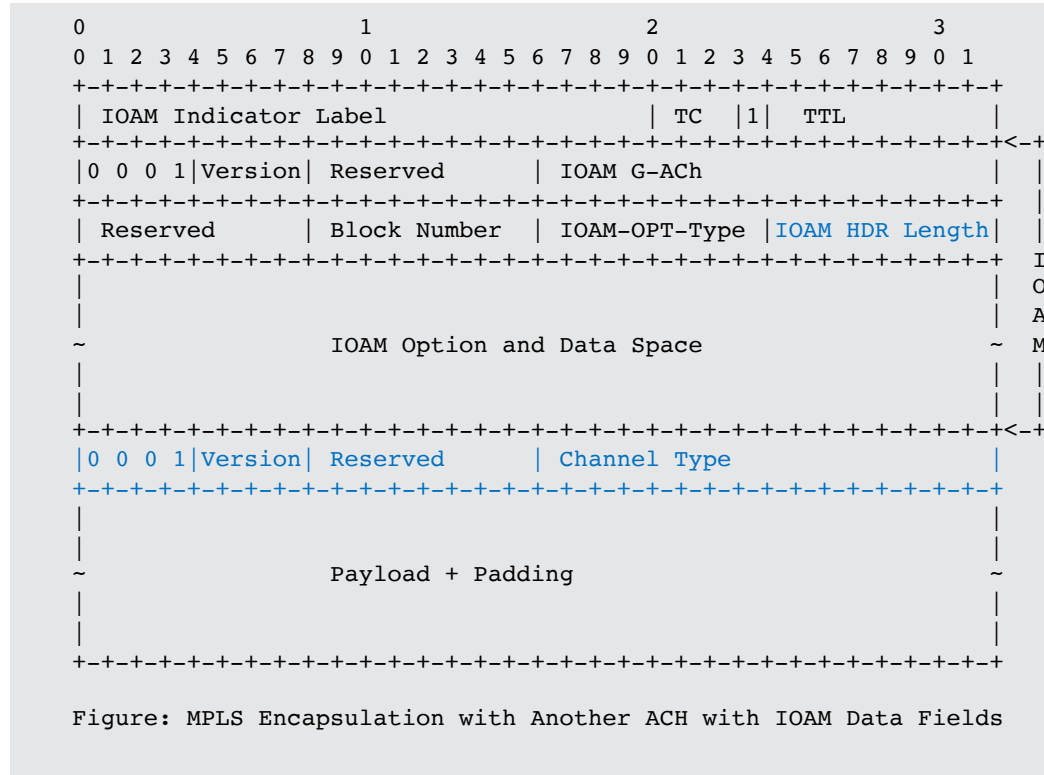 0                   1                   2                   3
0 1 2 3 4 5 6 7 8 9 0 1 2 3 4 5 6 7 8 9 0 1 2 3 4 5 6 7 8 9 0 1
+-+-+-+-+-+-+-+-+-+-+-+-+-+-+-+-+-+-+-+-+-+-+-+-+-+-+-+-+-+-+-+-+
| IOAM Indicator Label                  | TC  |1|  TTL          |
+-+-+-+-+-+-+-+-+-+-+-+-+-+-+-+-+-+-+-+-+-+-+-+-+-+-+-+-+-+-+-+-+<-+
|0 0 0 1|Version| Reserved      | IOAM G-ACh                    |  |
+-+-+-+-+-+-+-+-+-+-+-+-+-+-+-+-+-+-+-+-+-+-+-+-+-+-+-+-+-+-+-+-+  |
| Reserved      | Block Number  | IOAM-OPT-Type |IOAM HDR Length|  |
+-+-+-+-+-+-+-+-+-+-+-+-+-+-+-+-+-+-+-+-+-+-+-+-+-+-+-+-+-+-+-+-+  I
|                                                               |  O
|                                                               |  A
~                 IOAM Option and Data Space                    ~  M
|                                                               |  |
|                                                               |  |
+-+-+-+-+-+-+-+-+-+-+-+-+-+-+-+-+-+-+-+-+-+-+-+-+-+-+-+-+-+-+-+-+<-+
|0 0 0 1|Version| Reserved      | Channel Type                  |
+-+-+-+-+-+-+-+-+-+-+-+-+-+-+-+-+-+-+-+-+-+-+-+-+-+-+-+-+-+-+-+-+
|                                                               |
|                                                               |
~                 Payload + Padding                             ~
|                                                               |
|                                                               |
+-+-+-+-+-+-+-+-+-+-+-+-+-+-+-+-+-+-+-+-+-+-+-+-+-+-+-+-+-+-+-+-+
Figure: MPLS Encapsulation with Another ACH with IOAM Data Fields